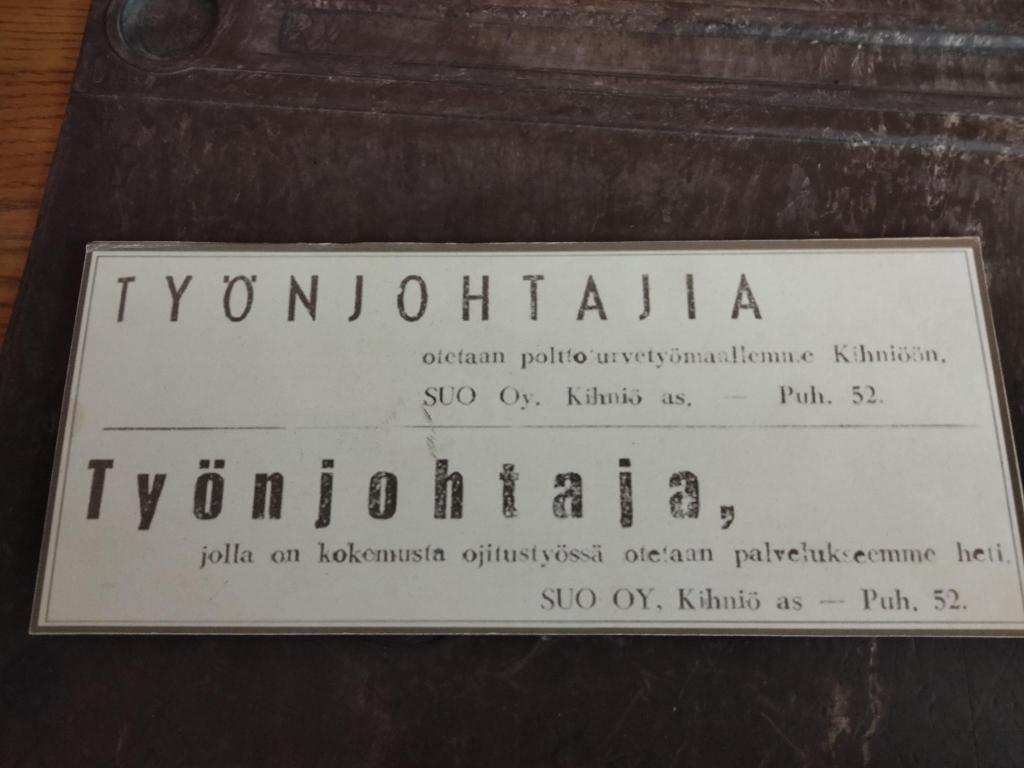 TYÖNJOHTAJIA
otetaan polttoturvetyömaallemme Kihniöön.
SUO Oy. Kihniö as. — Puh. 52.
Työnjohtaja,
jolla on kokemusta ojitustyössä otetaan palvelukseemme heti.
SUO OY, Kihniö as — Puh. 52.